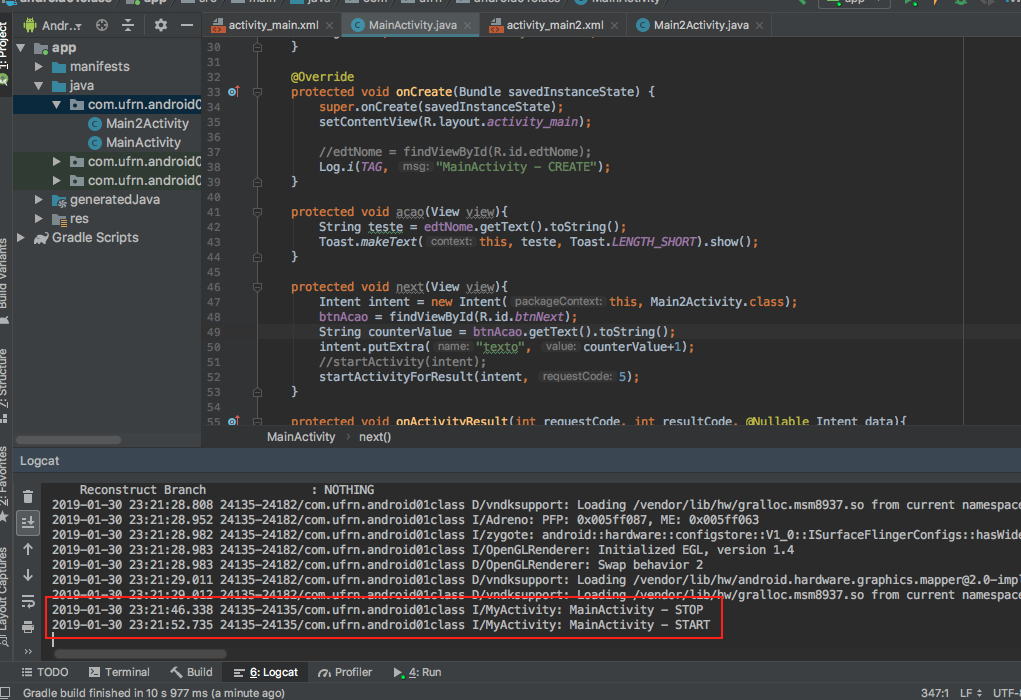 Andr..
activity_main.xml
MainActivity.java
activity_main2.xml
Main2Activity.java
1: Project
app
manifests
java
com.ufrn.android0
Main2Activity
MainActivity
com.ufrn.android0
com.ufrn.android0
generatedJava
res
Gradle Scripts
Build Variants
30 }
31
32 @Override
33 protected void onCreate(Bundle savedInstanceState) {
34 super.onCreate(savedInstanceState);
35 setContentView(R.layout.activity_main);
36
37 //edtNome = findViewById(R.id.edtNome);
38 Log.i(TAG, msg: "MainActivity - CREATE");
39 }
40
41 protected void acao(View view){
42 String teste = edtNome.getText().toString();
43 Toast.makeText( context: this, teste, Toast.LENGTH_SHORT).show();
44 }
45
46 protected void next(View view){
47 Intent intent = new Intent( packageContext: this, Main2Activity.class);
48 btnAcao = findViewById(R.id.btnNext);
49 String counterValue = btnAcao.getText().toString();
50 intent.putExtra( name: "texto", value: counterValue+1);
51 //startActivity(intent);
52 startActivityForResult(intent, requestCode: 5);
53 }
54
55 protected void onActivityResult(int requestCode, int resultCode, @Nullable Intent data){
MainActivity › next()
7: Structure
2: Favorites
Layout Captures
Logcat
Reconstruct Branch : NOTHING
2019-01-30 23:21:28.808 24135-24182/com.ufrn.android01class D/vndksupport: Loading /vendor/lib/hw/gralloc.msm8937.so from current namespace
2019-01-30 23:21:28.952 24135-24182/com.ufrn.android01class I/Adreno: PFP: 0x005ff087, ME: 0x005ff063
2019-01-30 23:21:28.982 24135-24182/com.ufrn.android01class I/zygote: android::hardware::configstore::V1_0::ISurfaceFlingerConfigs::hasWide
2019-01-30 23:21:28.983 24135-24182/com.ufrn.android01class I/OpenGLRenderer: Initialized EGL, version 1.4
2019-01-30 23:21:28.983 24135-24182/com.ufrn.android01class D/OpenGLRenderer: Swap behavior 2
2019-01-30 23:21:29.011 24135-24182/com.ufrn.android01class D/vndksupport: Loading /vendor/lib/hw/android.hardware.graphics.mapper@2.0-impl
2019-01-30 23:21:29.012 24135-24182/com.ufrn.android01class D/vndksupport: Loading /vendor/lib/hw/gralloc.msm8937.so from current namespace
2019-01-30 23:21:46.338 24135-24135/com.ufrn.android01class I/MyActivity: MainActivity - STOP
2019-01-30 23:21:52.735 24135-24135/com.ufrn.android01class I/MyActivity: MainActivity - START
TODO
Terminal
Build
6: Logcat
Profiler
4: Run
Gradle build finished in 10 s 977 ms (a minute ago)
347:1
LF
UTF-